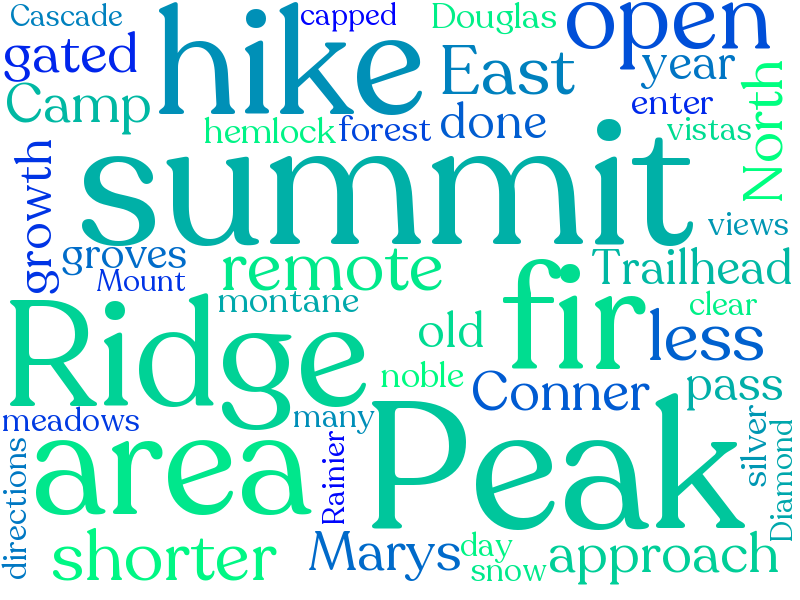 Cascade
hike
capped
Douglas
open
gated
East
year
Camp
enter
North
hemlock
forest
done
vistas
summit
growth
views
groves
Mount
remote
Trailhead
montane
fir
clear
Ridge
old
less
noble
Conner
pass
meadows
many
Peak
area
silver
Diamond
directions
Rainier
shorter
Marys
day
snow
approach